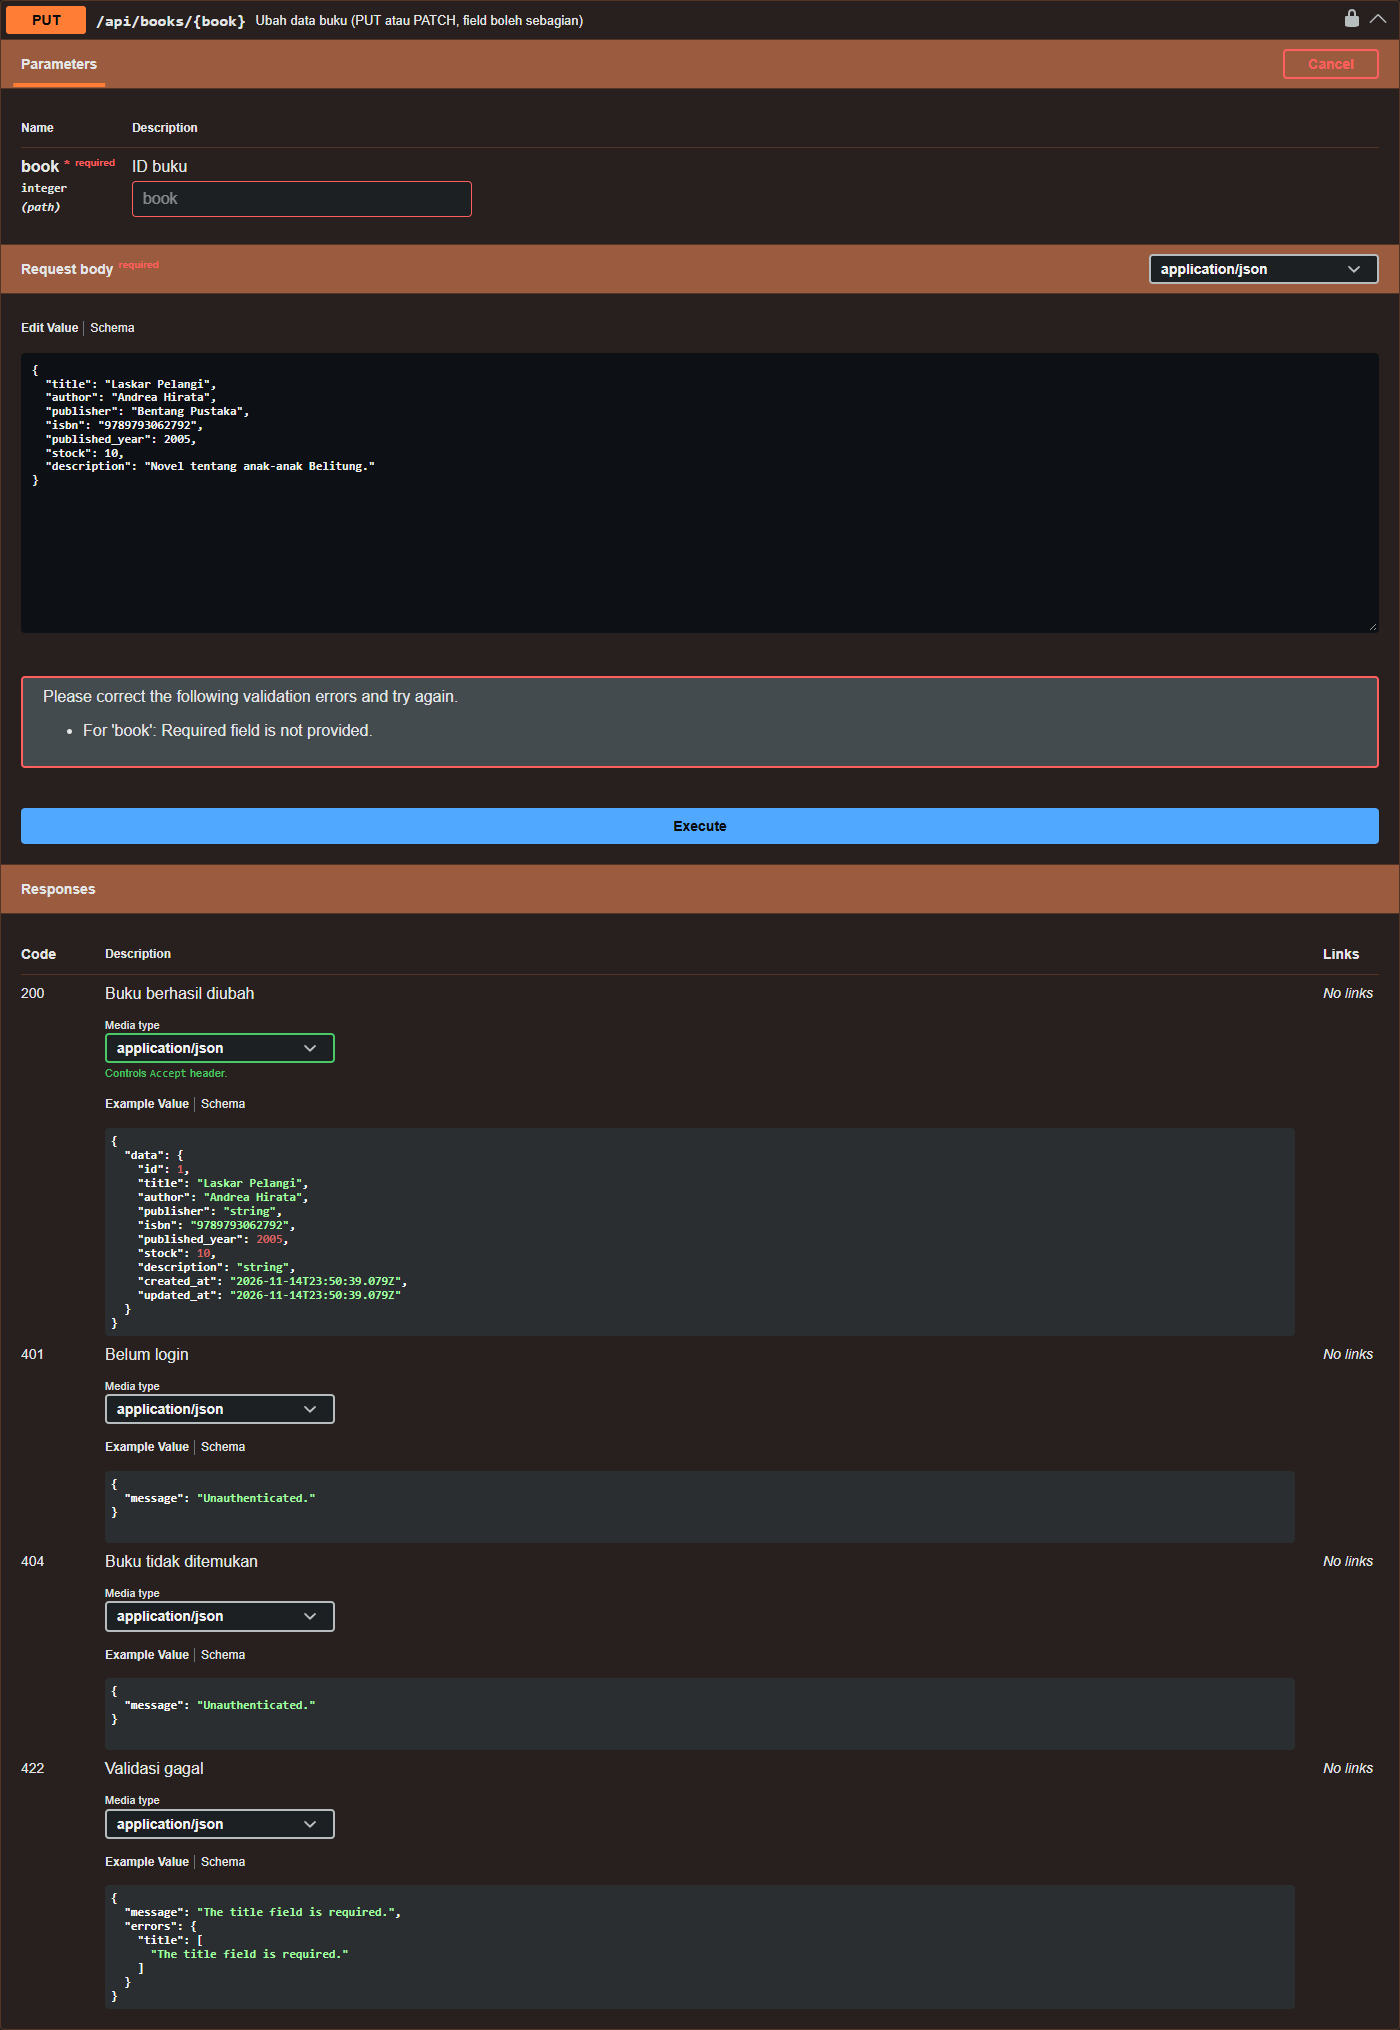 PUT /api/books/{book} Ubah data buku (PUT atau PATCH, field boleh sebagian)
Parameters
Cancel
Name Description
book * required
integer
(path)
ID buku
book
Request body required
application/json
Edit Value | Schema
{
  "title": "Laskar Pelangi",
  "author": "Andrea Hirata",
  "publisher": "Bentang Pustaka",
  "isbn": "9789793062792",
  "published_year": 2005,
  "stock": 10,
  "description": "Novel tentang anak-anak Belitung."
}
Please correct the following validation errors and try again.
• For 'book': Required field is not provided.
Execute
Responses
Code Description Links
200 Buku berhasil diubah No links
Media type
application/json
Controls Accept header.
Example Value | Schema
{
  "data": {
    "id": 1,
    "title": "Laskar Pelangi",
    "author": "Andrea Hirata",
    "publisher": "string",
    "isbn": "9789793062792",
    "published_year": 2005,
    "stock": 10,
    "description": "string",
    "created_at": "2026-11-14T23:50:39.079Z",
    "updated_at": "2026-11-14T23:50:39.079Z"
  }
}
401 Belum login No links
Media type
application/json
Example Value | Schema
{
  "message": "Unauthenticated."
}
404 Buku tidak ditemukan No links
Media type
application/json
Example Value | Schema
{
  "message": "Unauthenticated."
}
422 Validasi gagal No links
Media type
application/json
Example Value | Schema
{
  "message": "The title field is required.",
  "errors": {
    "title": [
      "The title field is required."
    ]
  }
}